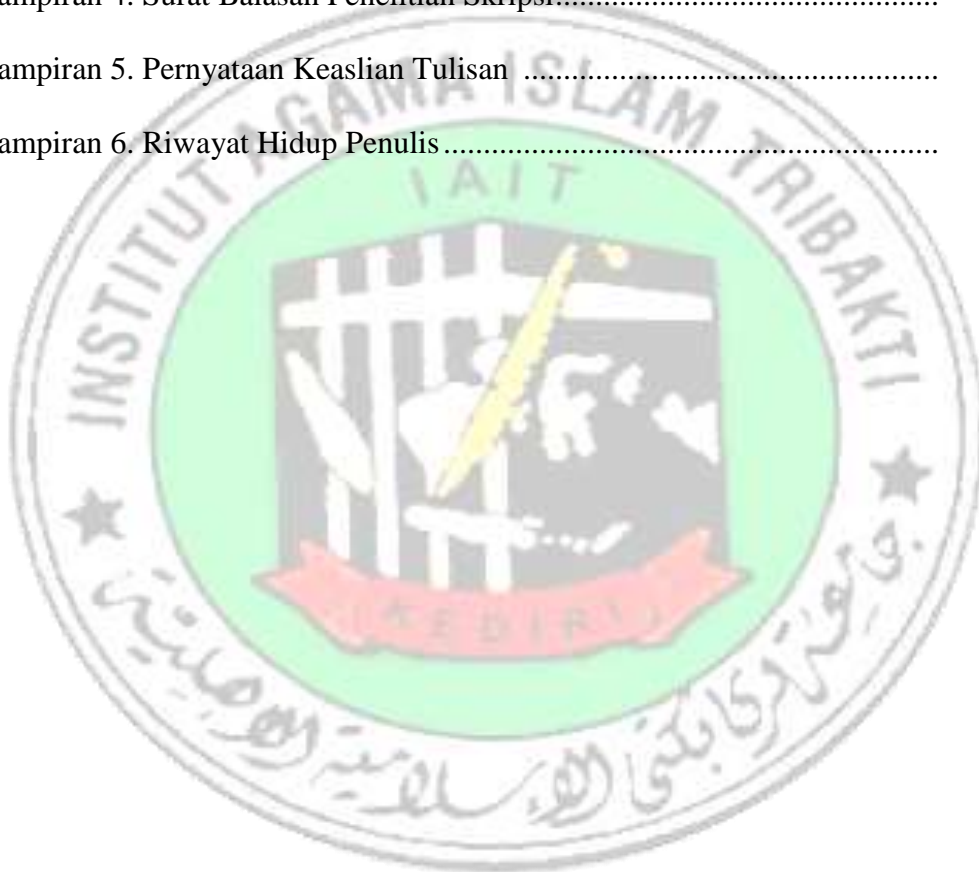 ampiran 4. Surat Balasan Penelitian Skripsi.............................................
ampiran 5. Pernyataan Keaslian Tulisan ....................................................
ampiran 6. Riwayat Hidup Penulis..............................................................
INSTITUT AGAMA ISLAM TRIBAKTI
IAIT
KEDIRI